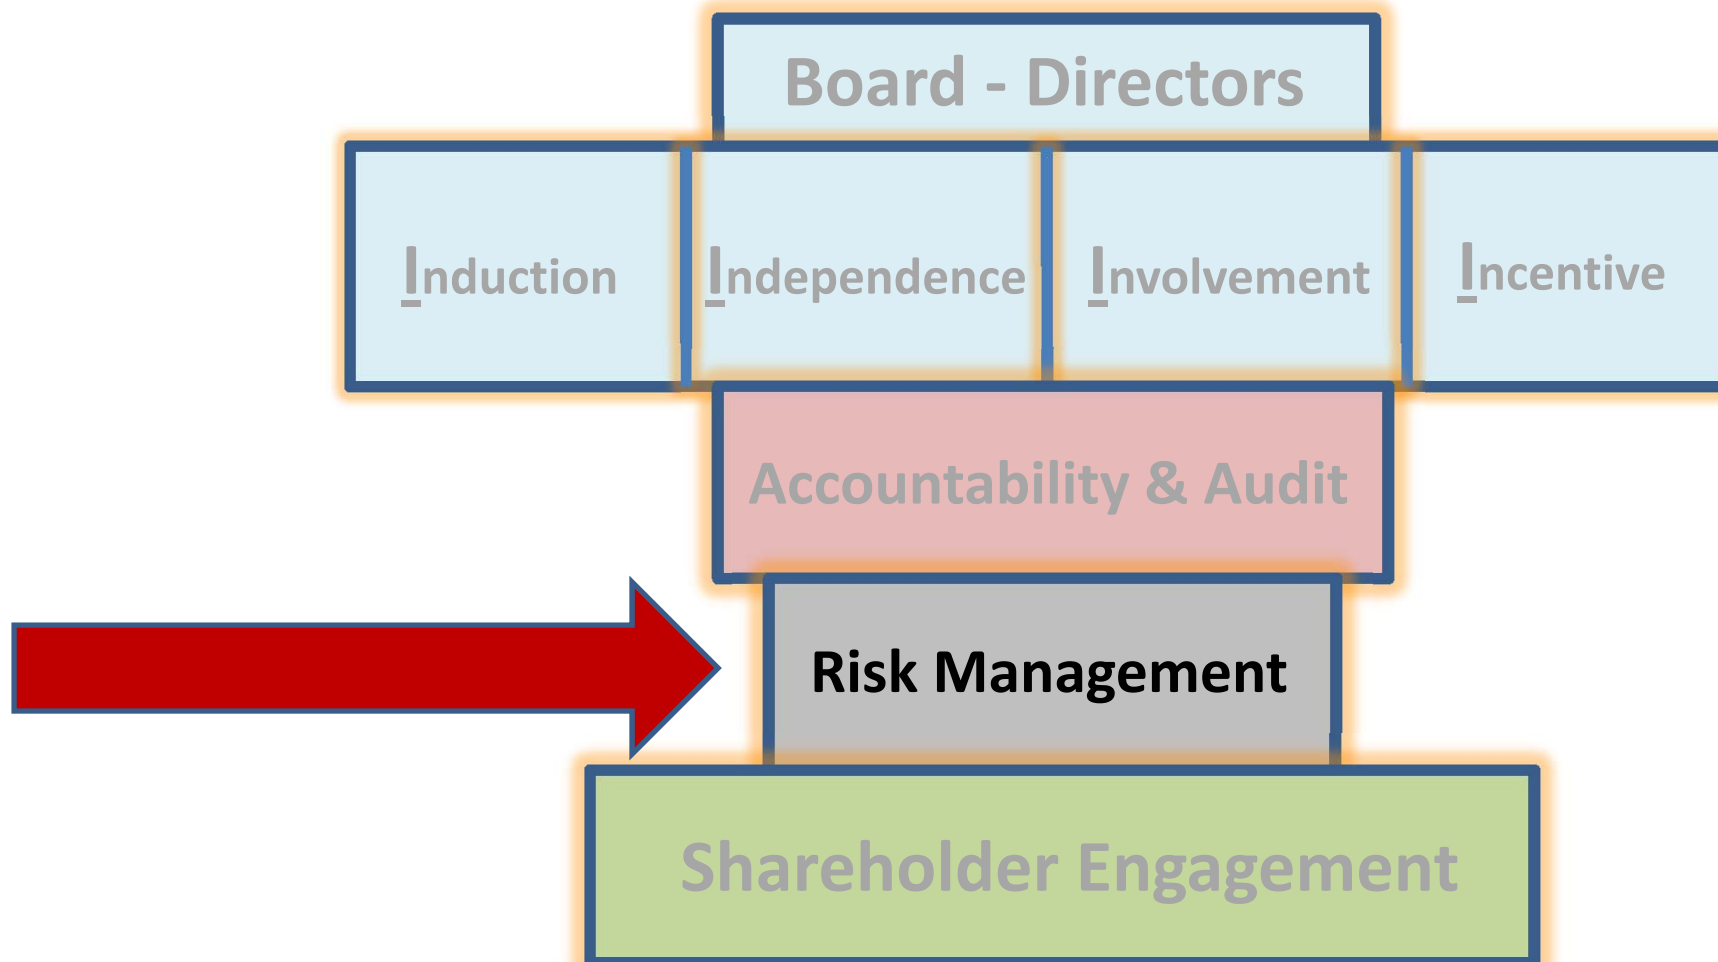 Board - Directors
Induction
Independence
Involvement
Incentive
Accountability & Audit
Risk Management
Shareholder Engagement